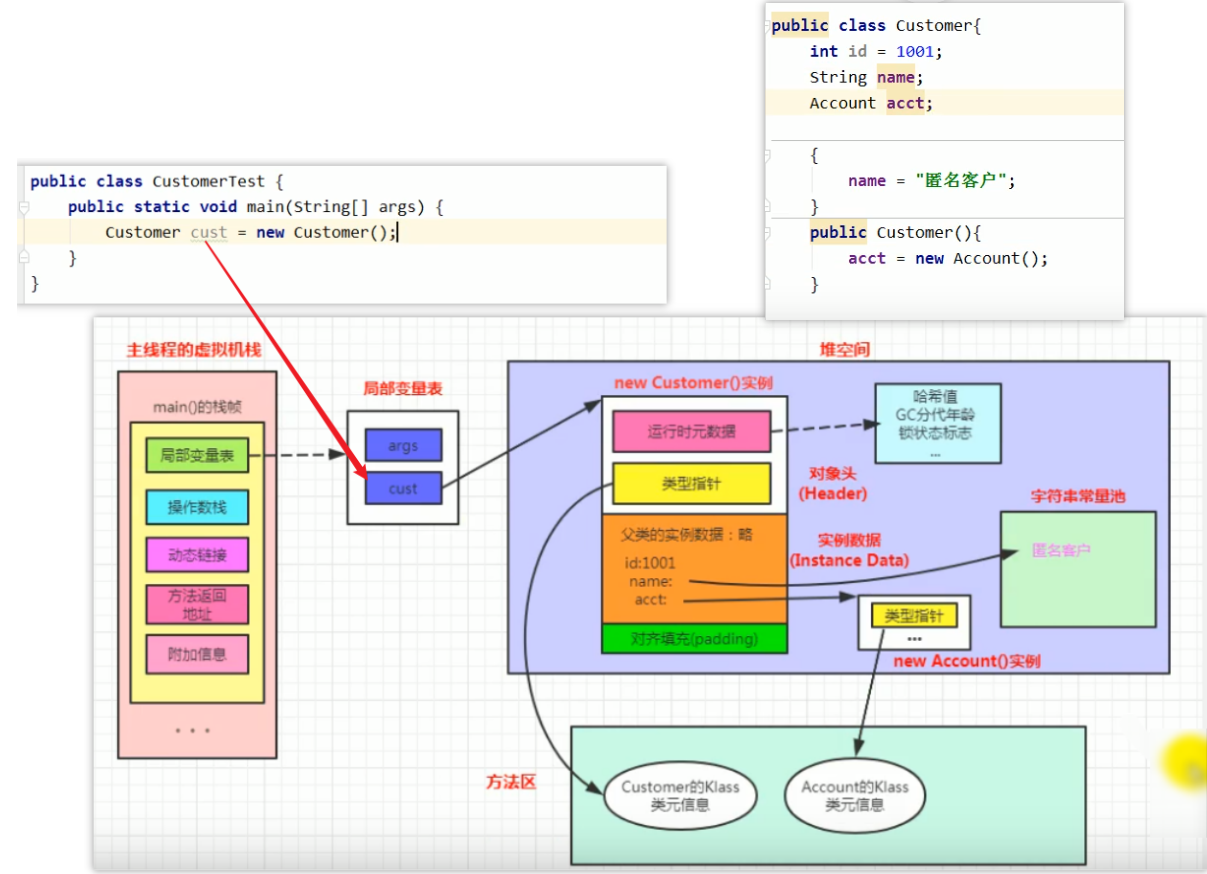 public class Customer{
int id = 1001;
String name;
Account acct;
{
name = "匿名客户";
}
public Customer(){
acct = new Account();
}
public class CustomerTest {
public static void main(String[] args) {
Customer cust = new Customer();
}
}
主线程的虚拟机栈
main()的栈帧
局部变量表
操作数栈
动态链接
方法返回
地址
附加信息
...
局部变量表
args
cust
堆空间
new Customer()实例
运行时元数据
类型指针
对象头
(Header)
哈希值
GC分代年龄
锁状态标志
...
父类的实例数据：略
id:1001
name:
acct:
实例数据
(Instance Data)
对齐填充(padding)
字符串常量池
匿名客户
类型指针
...
new Account()实例
方法区
Customer的Klass
类元信息
Account的Klass
类元信息